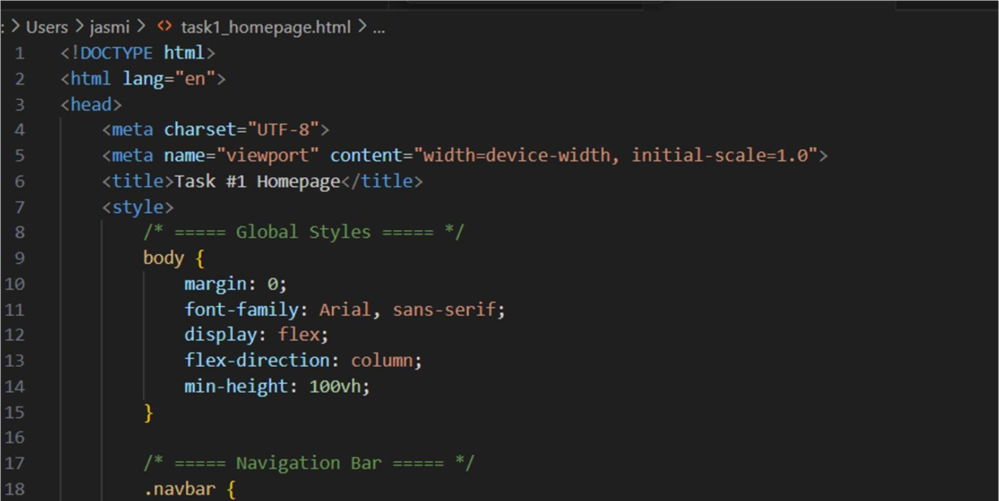 : > Users > jasmi > <> task1_homepage.html > ...
1 <!DOCTYPE html>
2 <html lang="en">
3 <head>
4     <meta charset="UTF-8">
5     <meta name="viewport" content="width=device-width, initial-scale=1.0">
6     <title>Task #1 Homepage</title>
7     <style>
8         /* ===== Global Styles ===== */
9         body {
10             margin: 0;
11             font-family: Arial, sans-serif;
12             display: flex;
13             flex-direction: column;
14             min-height: 100vh;
15         }
16
17         /* ===== Navigation Bar ===== */
18         .navbar {